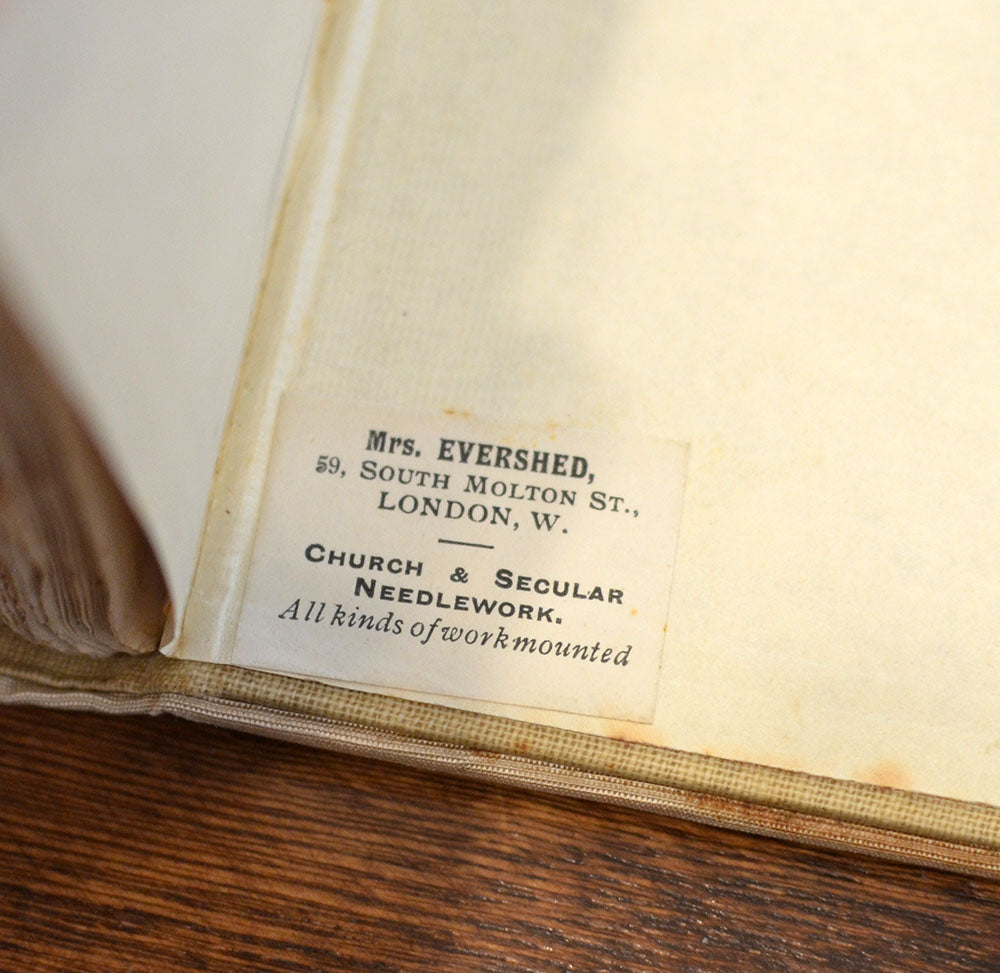 Mrs. EVERSHED,
59, SOUTH MOLTON ST.,
LONDON, W.
CHURCH & SECULAR
NEEDLEWORK.
All kinds of work mounted